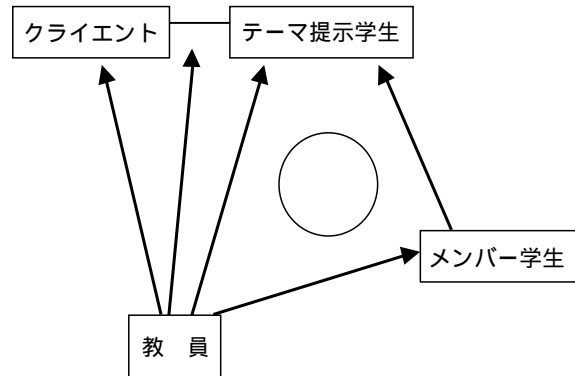 クライエント
テーマ提示学生
メンバー学生
教　員